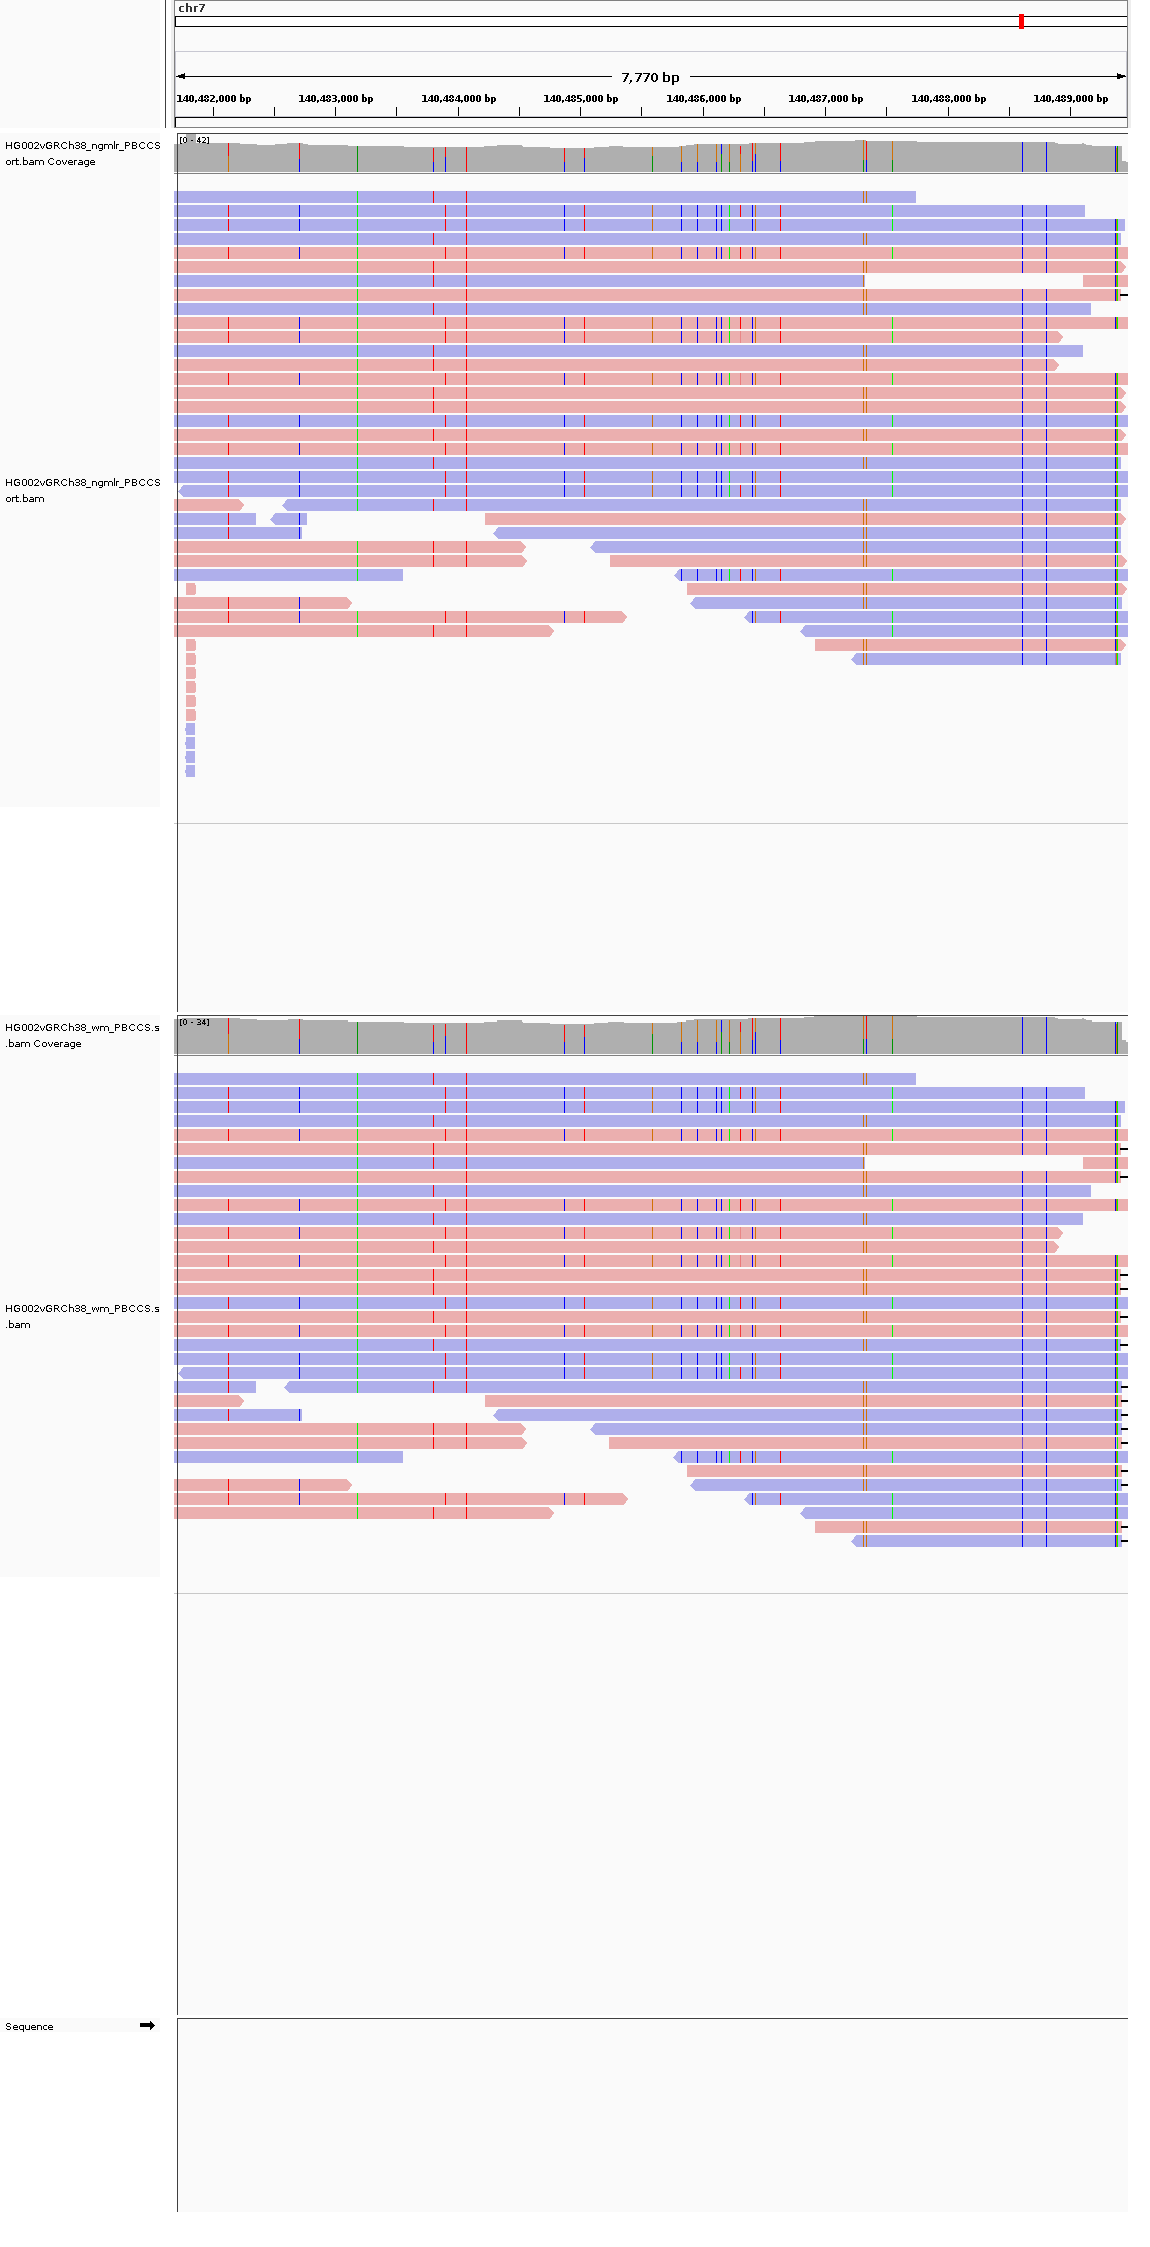 chr7
7,770 bp
140,482,000 bp 140,483,000 bp 140,484,000 bp 140,485,000 bp 140,486,000 bp 140,487,000 bp 140,488,000 bp 140,489,000 bp
[0 - 42]
HG002vGRCh38_ngmlr_PBCCS
ort.bam Coverage
HG002vGRCh38_ngmlr_PBCCS
ort.bam
[0 - 34]
HG002vGRCh38_wm_PBCCS.s
.bam Coverage
HG002vGRCh38_wm_PBCCS.s
.bam
Sequence